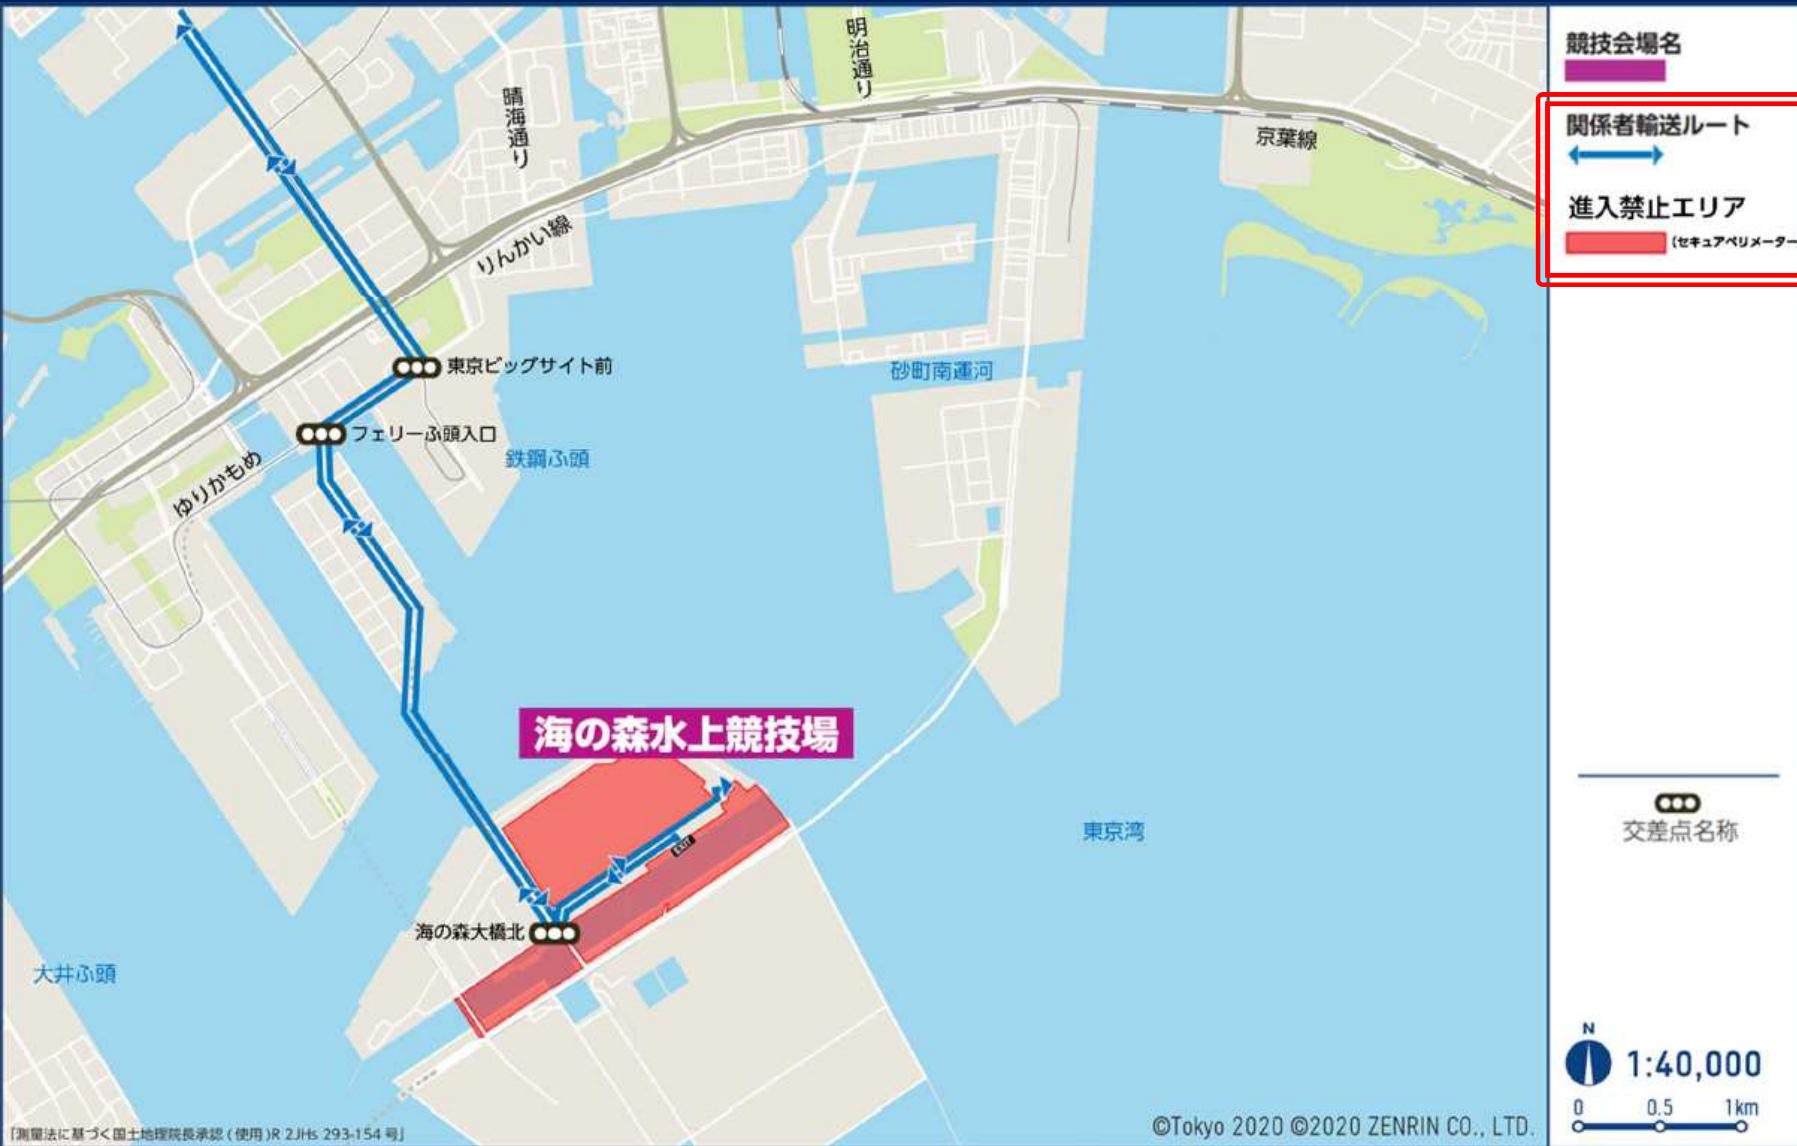 明治通り
晴海通り
京葉線
りんかい線
東京ビッグサイト前
砂町南運河
フェリーふ頭入口
鉄鋼ふ頭
ゆりかもめ
海の森水上競技場
EXIT
東京湾
海の森大橋北
大井ふ頭
「測量法に基づく国土地理院長承認(使用)R 2JHs 293-154 号」
©Tokyo 2020 ©2020 ZENRIN CO., LTD.
競技会場名
関係者輸送ルート
進入禁止エリア
(セキュアペリメーター
交差点名称
N
1:40,000
0 0.5 1km